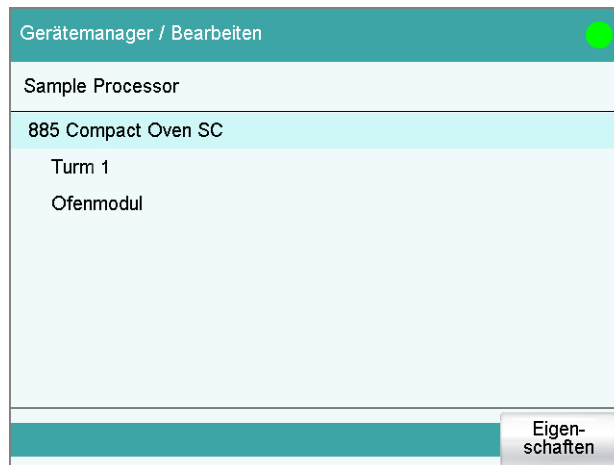 Gerätemanager / Bearbeiten
Sample Processor
885 Compact Oven SC
Turm 1
Ofenmodul
Eigen-
schaften